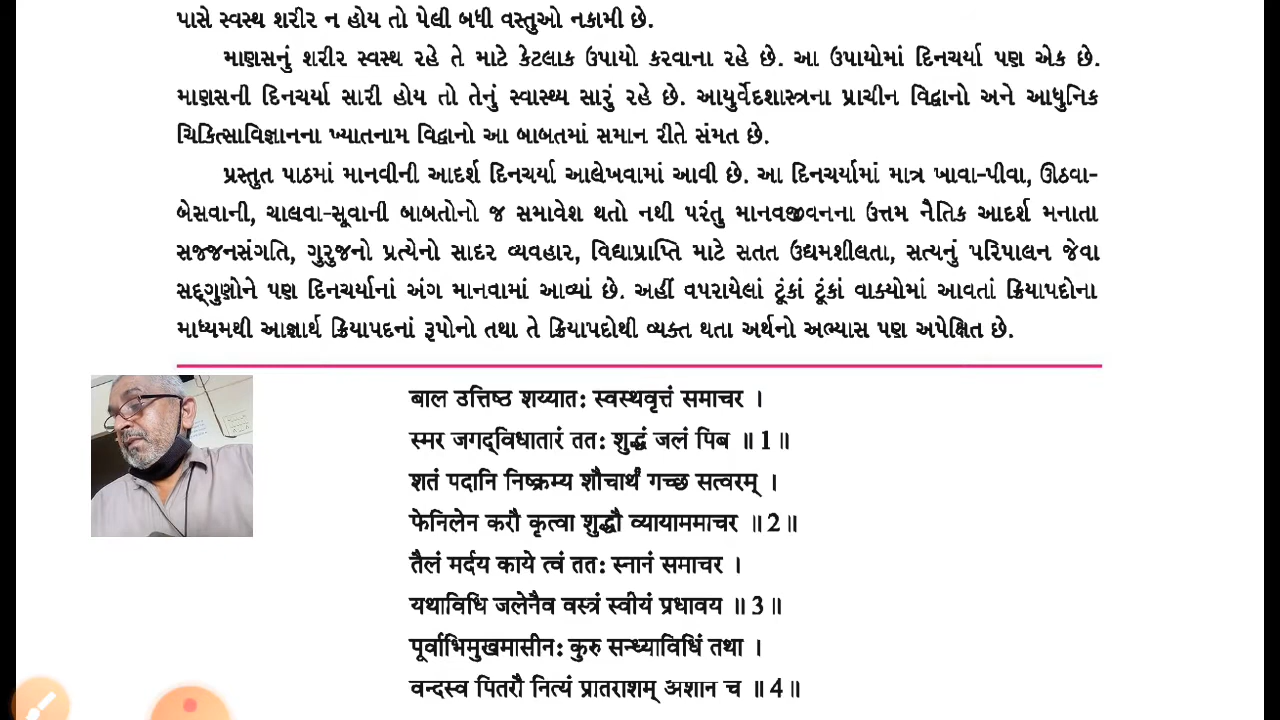 પાસે સ્વસ્થ શરીર ન હોય તો પેલી બધી વસ્તુઓ નકામી છે.
માણસનું શરીર સ્વસ્થ રહે તે માટે કેટલાક ઉપાયો કરવાના રહે છે. આ ઉપાયોમાં દિનચર્યા પણ એક છે.
માણસની દિનચર્યા સારી હોય તો તેનું સ્વાસ્થ્ય સારું રહે છે. આયુર્વેદશાસ્ત્રના પ્રાચીન વિદ્વાનો અને આધુનિક
ચિકિત્સાવિજ્ઞાનના ખ્યાતનામ વિદ્વાનો આ બાબતમાં સમાન રીતે સંમત છે.
પ્રસ્તુત પાઠમાં માનવીની આદર્શ દિનચર્યા આલેખવામાં આવી છે. આ દિનચર્યામાં માત્ર ખાવા-પીવા, ઊઠવા-
બેસવાની, ચાલવા-સૂવાની બાબતોનો જ સમાવેશ થતો નથી પરંતુ માનવજીવનના ઉત્તમ નૈતિક આદર્શ મનાતા
સજ્જનસંગતિ, ગુરુજનો પ્રત્યેનો સાદર વ્યવહાર, વિદ્યાપ્રાપ્તિ માટે સતત ઉદ્યમશીલતા, સત્યનું પરિપાલન જેવા
સદ્ગુણોને પણ દિનચર્યાનાં અંગ માનવામાં આવ્યાં છે. અહીં વપરાયેલાં ટૂંકાં ટૂંકાં વાક્યોમાં આવતાં ક્રિયાપદોના
માધ્યમથી આજ્ઞાર્થ ક્રિયાપદનાં રૂપોનો તથા તે ક્રિયાપદોથી વ્યક્ત થતા અર્થનો અભ્યાસ પણ અપેક્ષિત છે.
बाल उत्तिष्ठ शय्यातः स्वस्थवृत्तं समाचर ।
स्मर जगद्विधातारं ततः शुद्धं जलं पिब ॥ 1 ॥
शतं पदानि निष्क्रम्य शौचार्थं गच्छ सत्वरम् ।
फेनिलेन करौ कृत्वा शुद्धौ व्यायाममाचर ॥ 2 ॥
तैलं मर्दय काये त्वं ततः स्नानं समाचर ।
यथाविधि जलेनैव वस्त्रं स्वीयं प्रधावय ॥ 3 ॥
पूर्वाभिमुखमासीनः कुरु सन्ध्याविधिं तथा ।
वन्दस्व पितरौ नित्यं प्रातराशम् अशान च ॥ 4 ॥